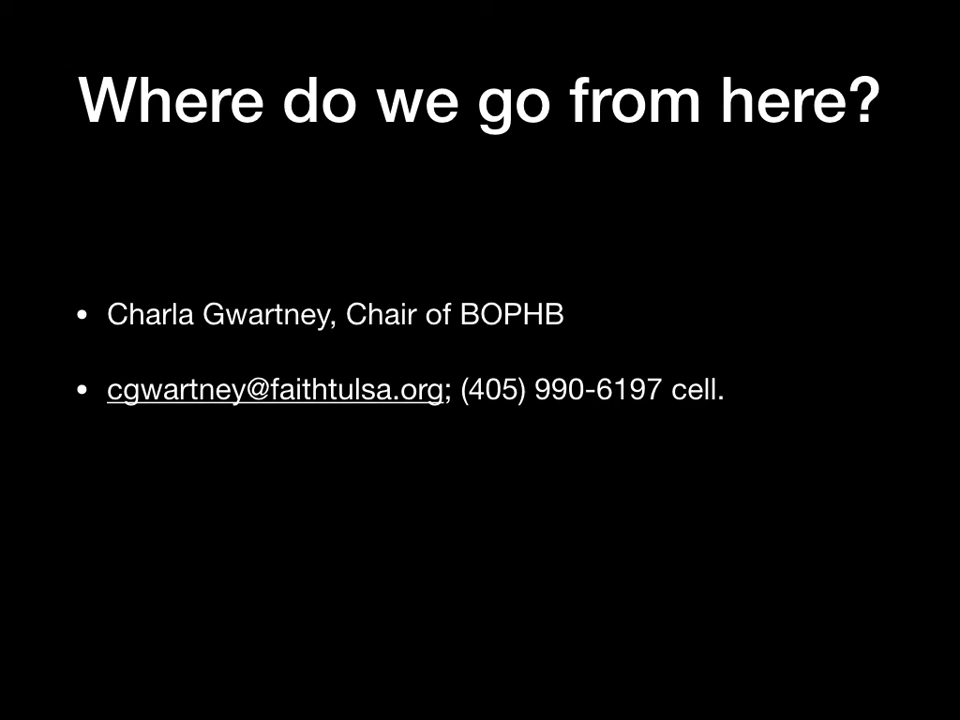 Where do we go from here?
• Charla Gwartney, Chair of BOPHB
• cgwartney@faithtulsa.org; (405) 990-6197 cell.